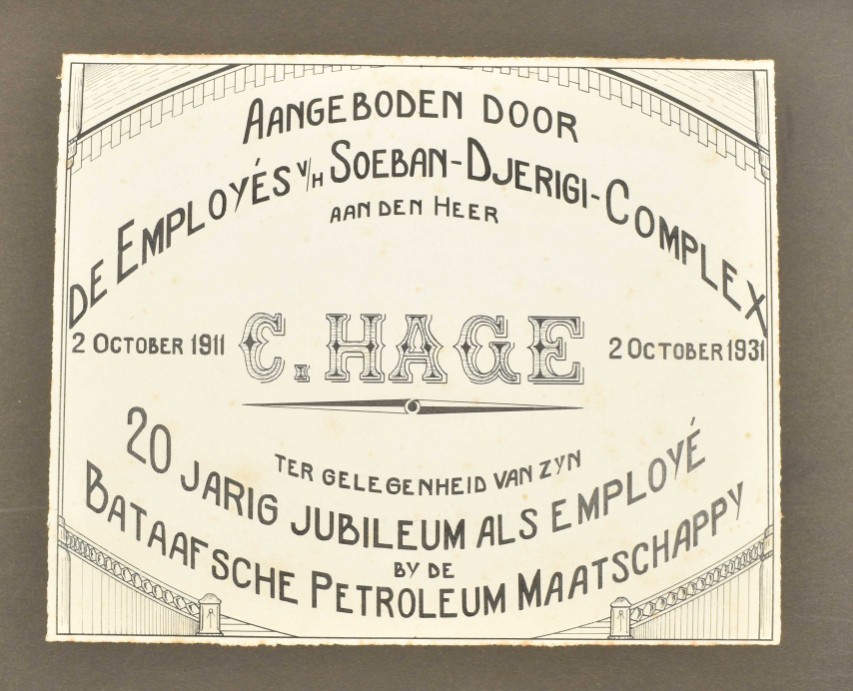 AANGEBODEN DOOR
DE EMPLOYÉS V/H SOEBAN-DJERIGI-COMPLEX
AAN DEN HEER
2 OCTOBER 1911 C. HAGE 2 OCTOBER 1931
TER GELEGENHEID VAN ZYN
20 JARIG JUBILEUM ALS EMPLOYÉ
BY DE
BATAAFSCHE PETROLEUM MAATSCHAPPY